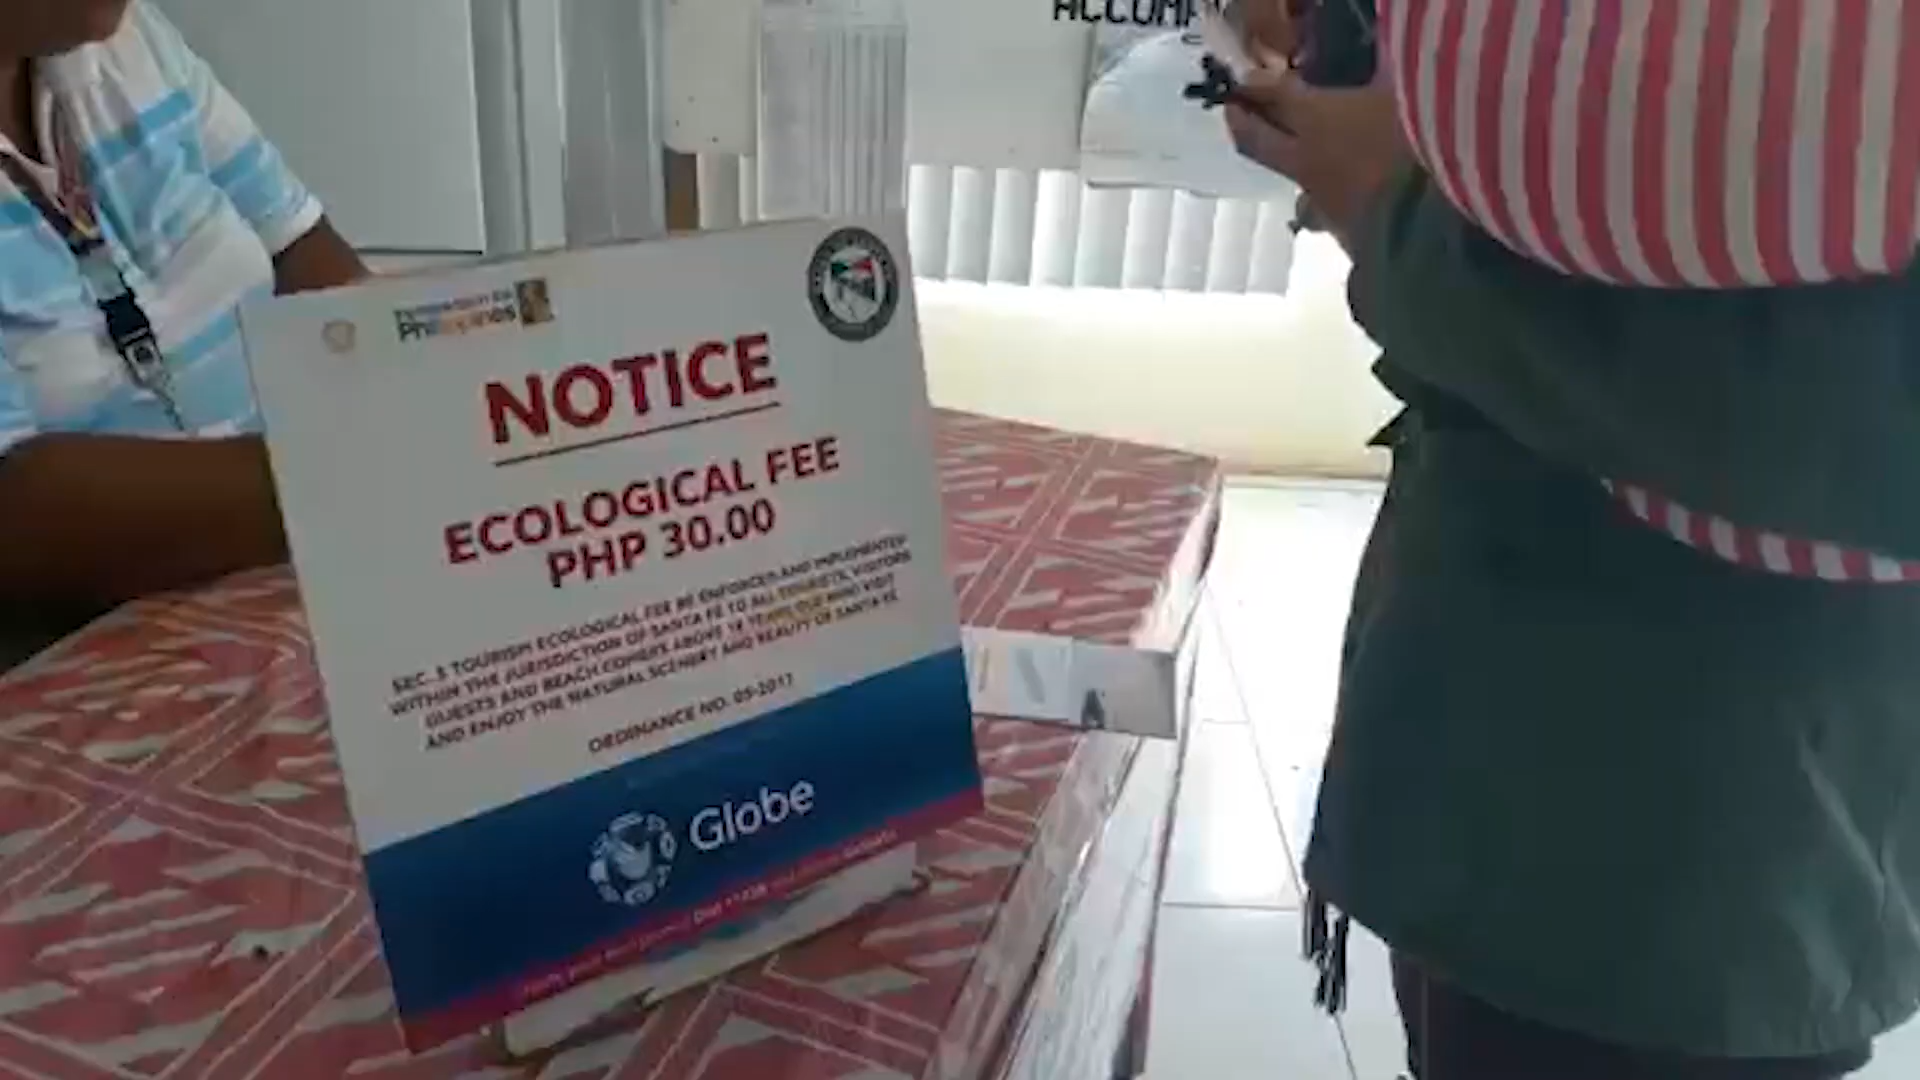 ACCOMP
Philippines
NOTICE
ECOLOGICAL FEE
PHP 30.00
SEC. 5 TOURISM ECOLOGICAL FEE BE ENFORCED AND IMPLEMENTED
WITHIN THE JURISDICTION OF SANTA FE TO ALL TOURISTS, VISITORS
GUESTS AND BEACH COMERS ABOVE 18 YEARS OLD WHO VISIT
AND ENJOY THE NATURAL SCENERY AND BEAUTY OF SANTA FE
ORDINANCE NO. 05-2017
Globe